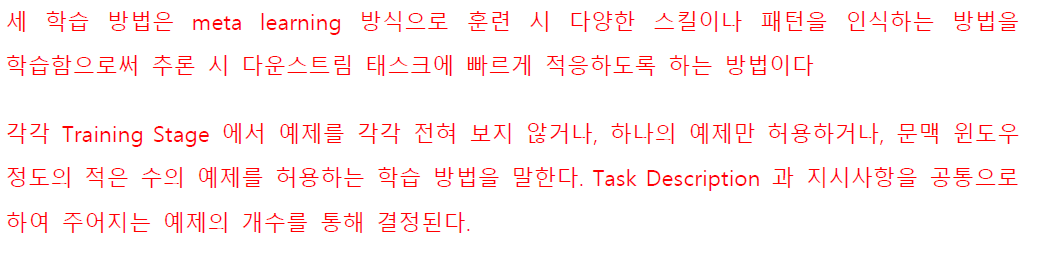 세 학습 방법은 meta learning 방식으로 훈련 시 다양한 스킬이나 패턴을 인식하는 방법을
학습함으로써 추론 시 다운스트림 태스크에 빠르게 적응하도록 하는 방법이다
각각 Training Stage 에서 예제를 각각 전혀 보지 않거나, 하나의 예제만 허용하거나, 문맥 윈도우
정도의 적은 수의 예제를 허용하는 학습 방법을 말한다. Task Description 과 지시사항을 공통으로
하여 주어지는 예제의 개수를 통해 결정된다.